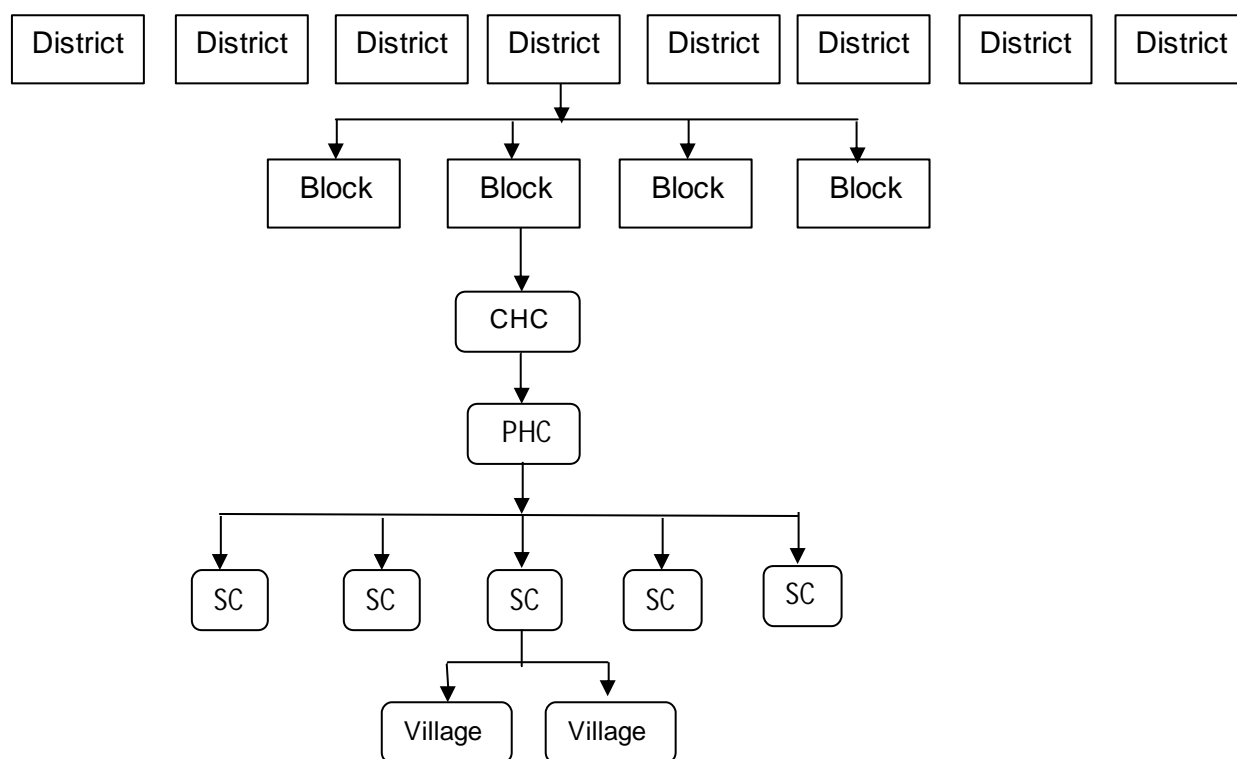 District District District District District District District District
Block Block Block Block
CHC
PHC
SC SC SC SC SC
Village Village